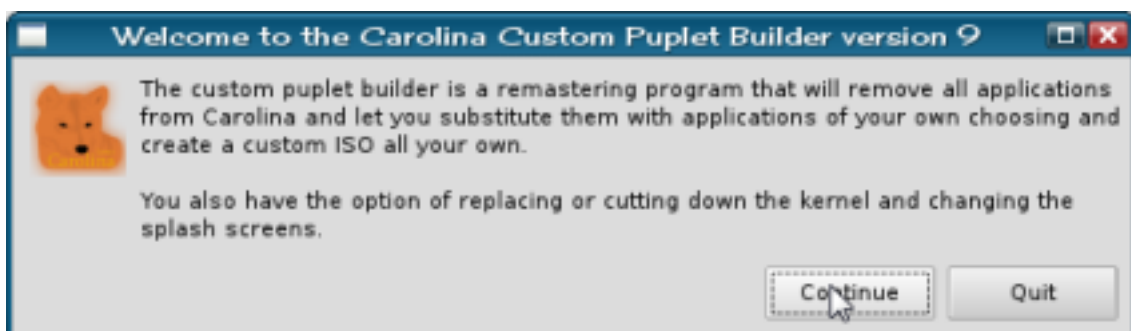 Welcome to the Carolina Custom Puplet Builder version 9
The custom puplet builder is a remastering program that will remove all applications
from Carolina and let you substitute them with applications of your own choosing and
create a custom ISO all your own.
Carolina
You also have the option of replacing or cutting down the kernel and changing the
splash screens.
Continue
Quit